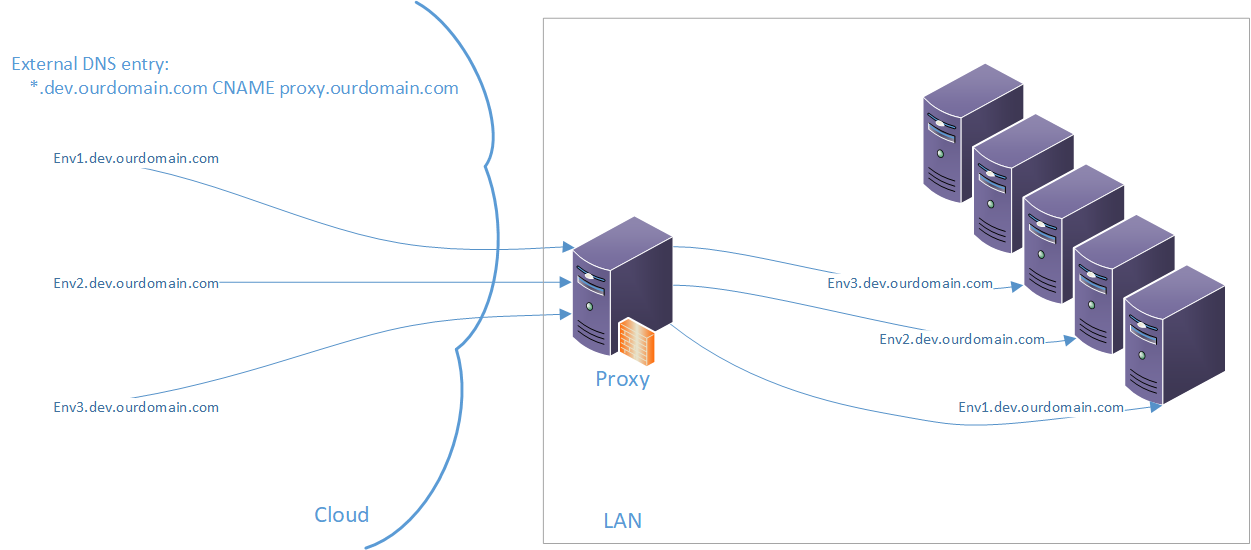 External DNS entry:
*.dev.ourdomain.com CNAME proxy.ourdomain.com
Env1.dev.ourdomain.com
Env2.dev.ourdomain.com
Env3.dev.ourdomain.com
Cloud
Proxy
Env3.dev.ourdomain.com
Env2.dev.ourdomain.com
Env1.dev.ourdomain.com
LAN